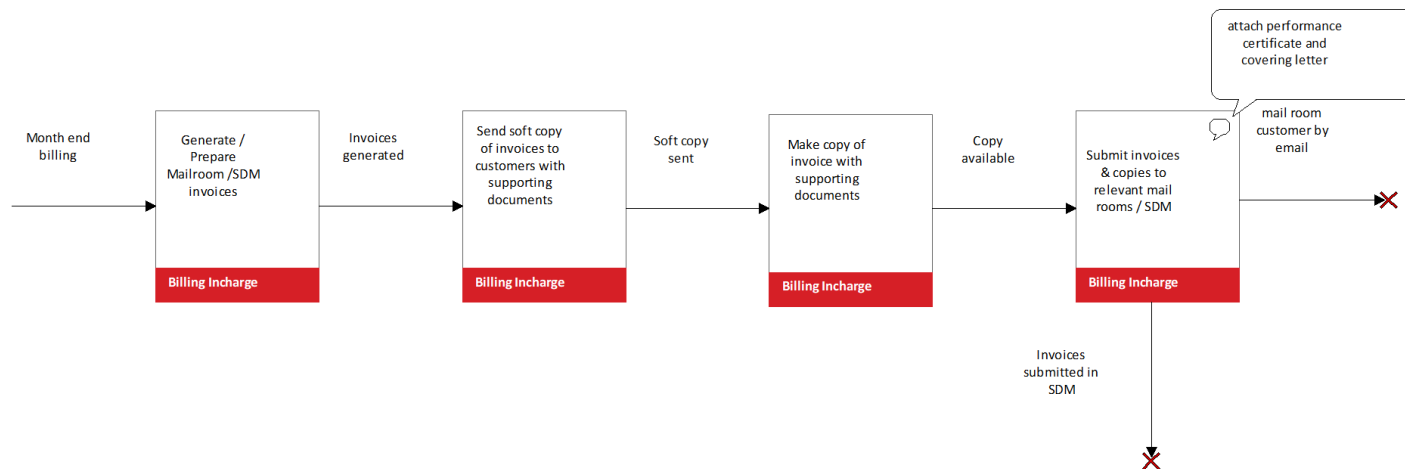 attach performance
certificate and
covering letter
Month end
billing
Generate /
Prepare
Mailroom /SDM
invoices
Billing Incharge
Invoices
generated
Send soft copy
of invoices to
customers with
supporting
documents
Billing Incharge
Soft copy
sent
Make copy of
invoice with
supporting
documents
Billing Incharge
Copy
available
Submit invoices
& copies to
relevant mail
rooms / SDM
Billing Incharge
mail room
customer by
email
Invoices
submitted in
SDM